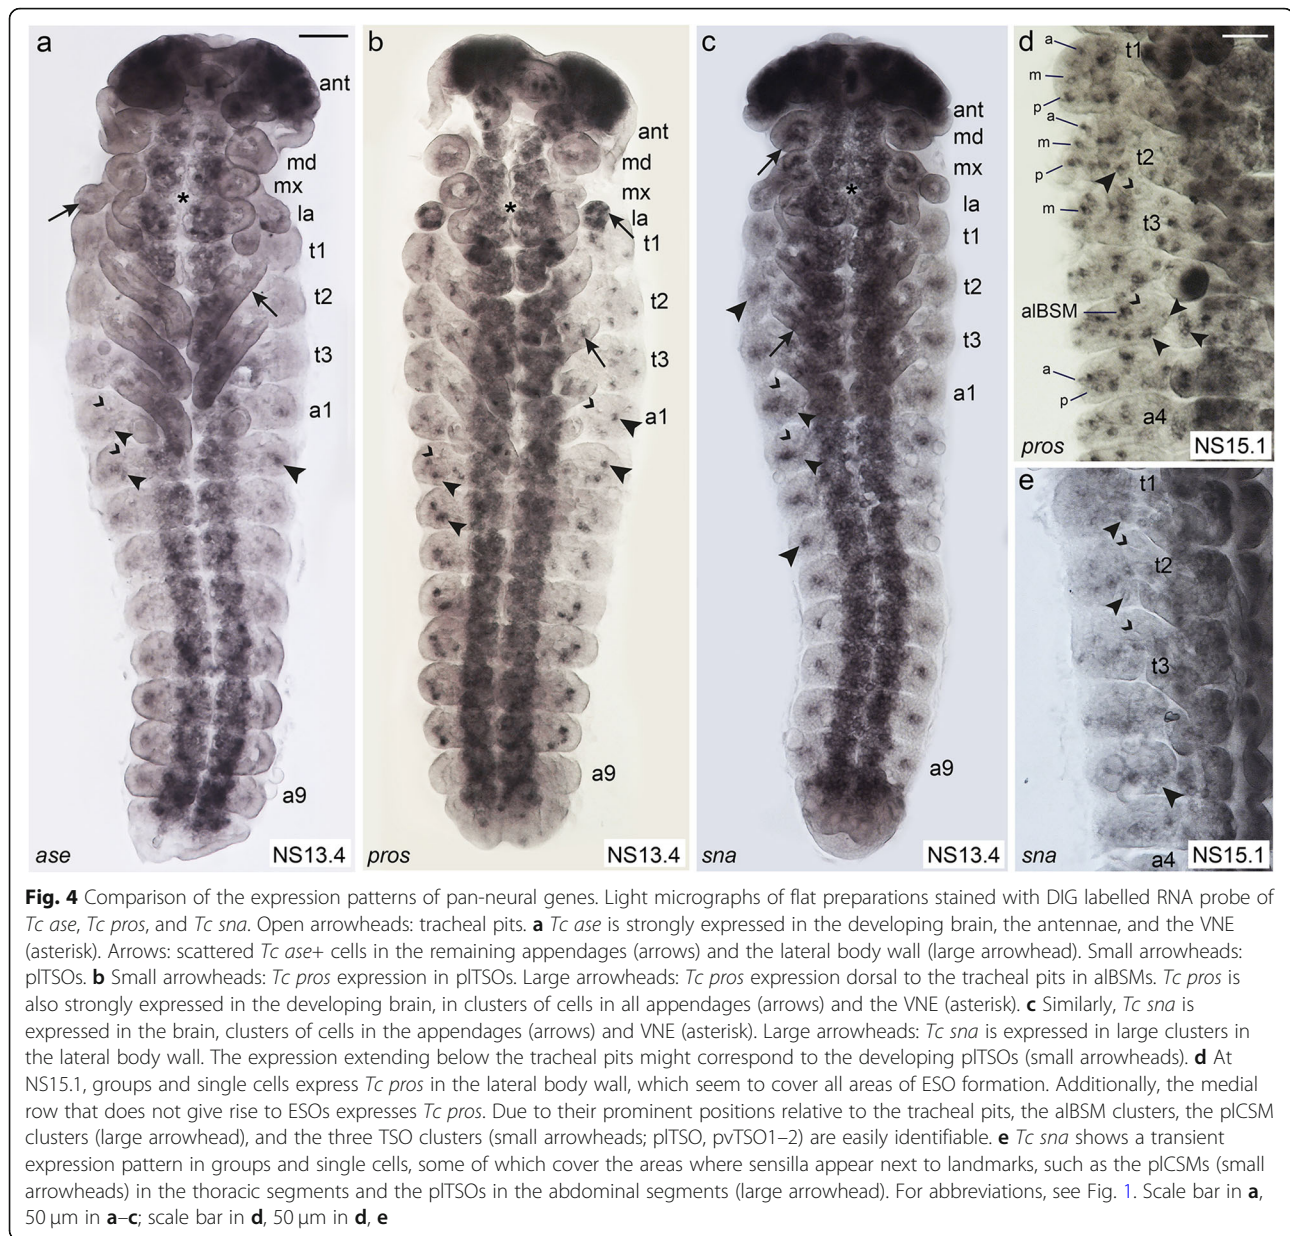 a
ant
md
mx
la
t1
t2
t3
a1
a9
*
ase
NS13.4
b
ant
md
mx
la
t1
t2
t3
a1
a9
*
pros
NS13.4
c
ant
md
mx
la
t1
t2
t3
a1
a9
*
sna
NS13.4
d
a
m
p
a
m
p
m
t1
t2
t3
alBSM
a
p
a4
pros
NS15.1
e
t1
t2
t3
a4
sna
NS15.1
Fig. 4 Comparison of the expression patterns of pan-neural genes. Light micrographs of flat preparations stained with DIG labelled RNA probe of
Tc ase, Tc pros, and Tc sna. Open arrowheads: tracheal pits. a Tc ase is strongly expressed in the developing brain, the antennae, and the VNE
(asterisk). Arrows: scattered Tc ase+ cells in the remaining appendages (arrows) and the lateral body wall (large arrowhead). Small arrowheads:
plTSOs. b Small arrowheads: Tc pros expression in plTSOs. Large arrowheads: Tc pros expression dorsal to the tracheal pits in alBSMs. Tc pros is
also strongly expressed in the developing brain, in clusters of cells in all appendages (arrows) and the VNE (asterisk). c Similarly, Tc sna is
expressed in the brain, clusters of cells in the appendages (arrows) and VNE (asterisk). Large arrowheads: Tc sna is expressed in large clusters in
the lateral body wall. The expression extending below the tracheal pits might correspond to the developing plTSOs (small arrowheads). d At
NS15.1, groups and single cells express Tc pros in the lateral body wall, which seem to cover all areas of ESO formation. Additionally, the medial
row that does not give rise to ESOs expresses Tc pros. Due to their prominent positions relative to the tracheal pits, the alBSM clusters, the plCSM
clusters (large arrowhead), and the three TSO clusters (small arrowheads; plTSO, pvTSO1–2) are easily identifiable. e Tc sna shows a transient
expression pattern in groups and single cells, some of which cover the areas where sensilla appear next to landmarks, such as the plCSMs (small
arrowheads) in the thoracic segments and the plTSOs in the abdominal segments (large arrowhead). For abbreviations, see Fig. 1. Scale bar in a,
50 μm in a–c; scale bar in d, 50 μm in d, e